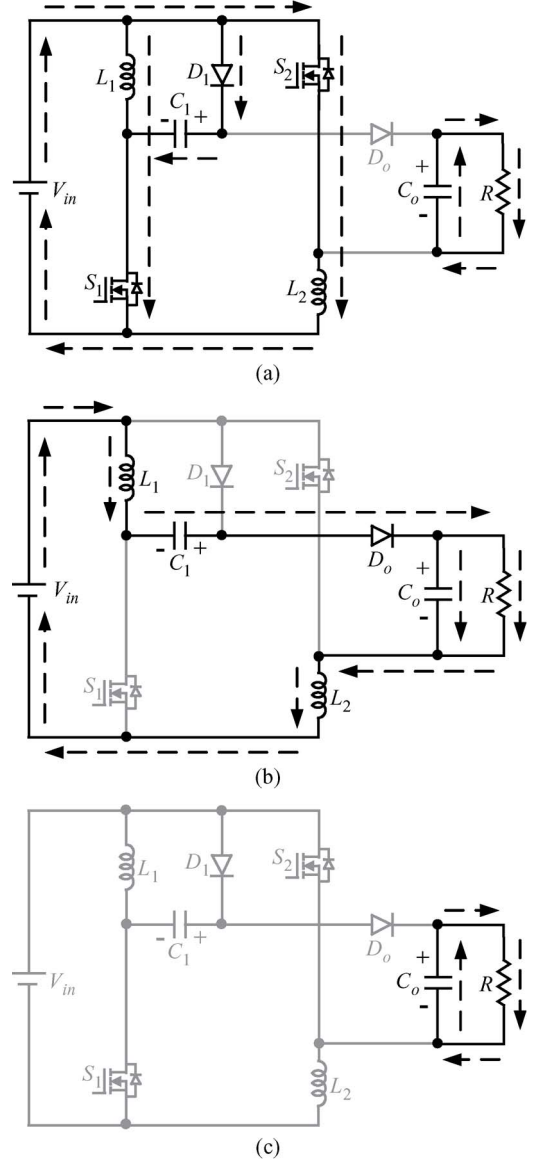 L1 D1 S2
- C1 +
Do
Vin
+
Co R
-
S1
L2
(a)
L1 D1 S2
- C1 +
Do
Vin
+
Co R
-
S1
L2
(b)
L1 D1 S2
- C1 +
Do
Vin
+
Co R
-
S1
L2
(c)